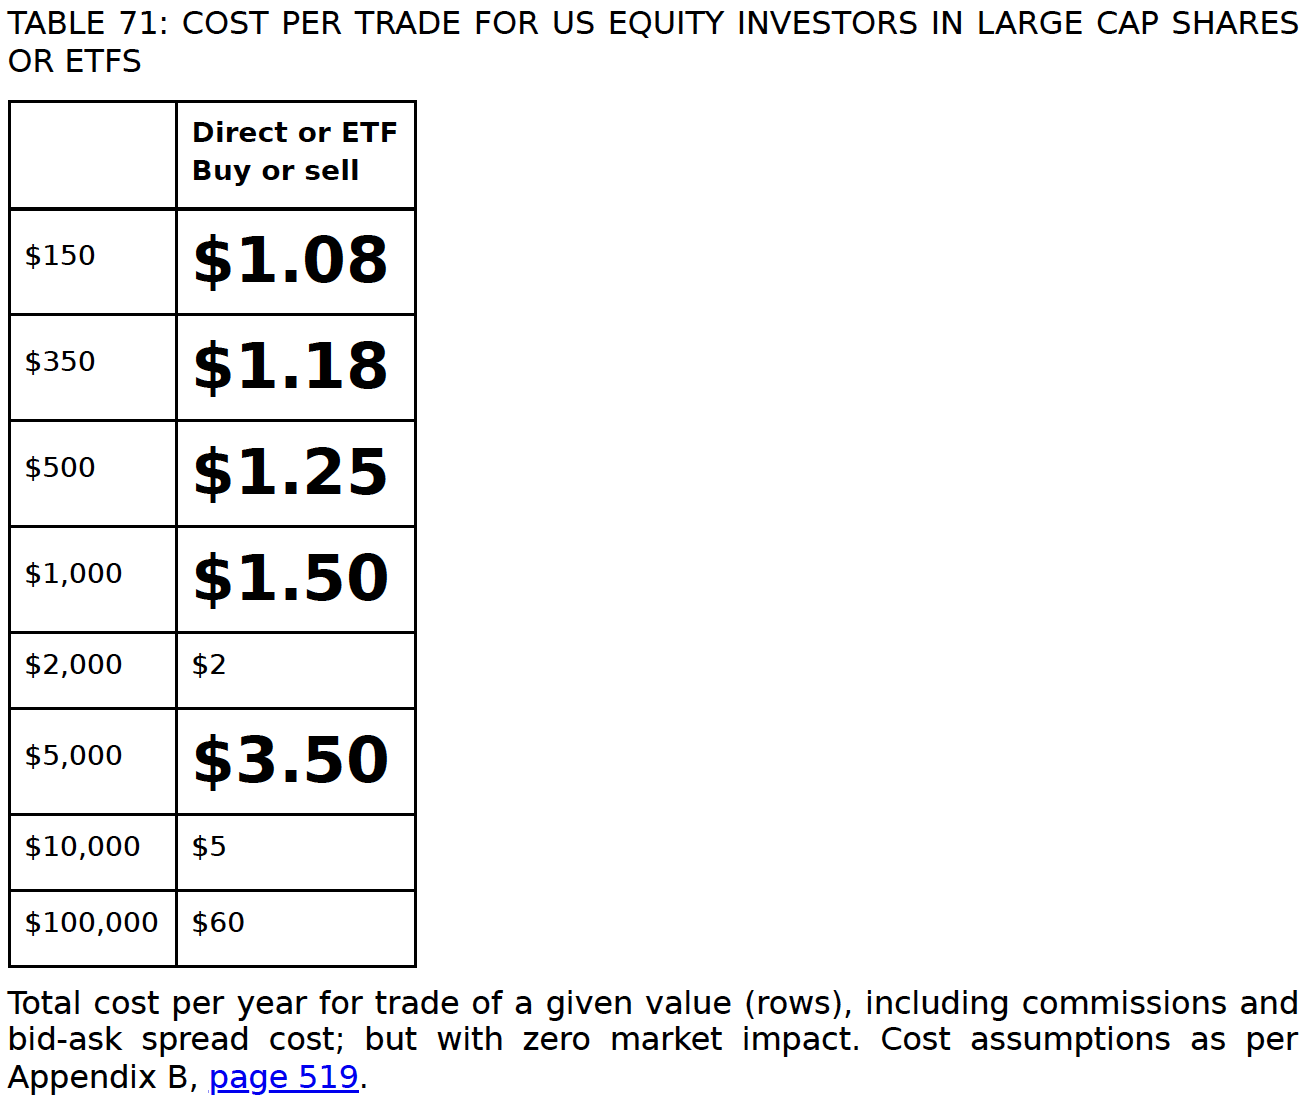 TABLE 71: COST PER TRADE FOR US EQUITY INVESTORS IN LARGE CAP SHARES
OR ETFS
Direct or ETF
Buy or sell
$150 $1.08
$350 $1.18
$500 $1.25
$1,000 $1.50
$2,000 $2
$5,000 $3.50
$10,000 $5
$100,000 $60
Total cost per year for trade of a given value (rows), including commissions and
bid-ask spread cost; but with zero market impact. Cost assumptions as per
Appendix B, page 519.